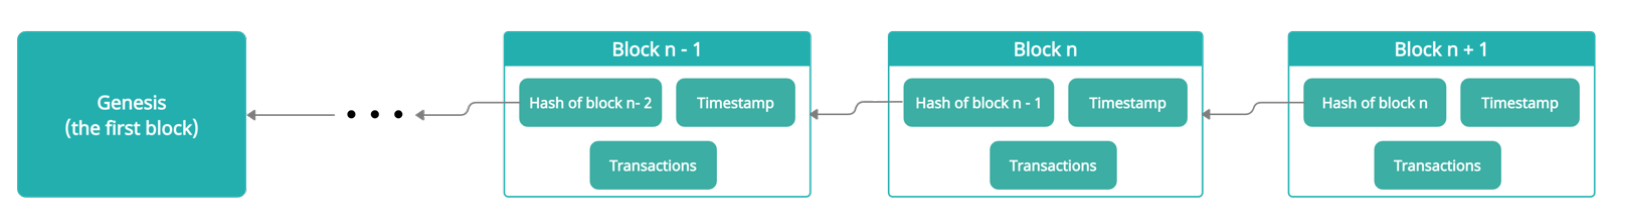 Genesis
(the first block)
Block n - 1
Hash of block n- 2
Timestamp
Transactions
Block n
Hash of block n - 1
Timestamp
Transactions
Block n + 1
Hash of block n
Timestamp
Transactions